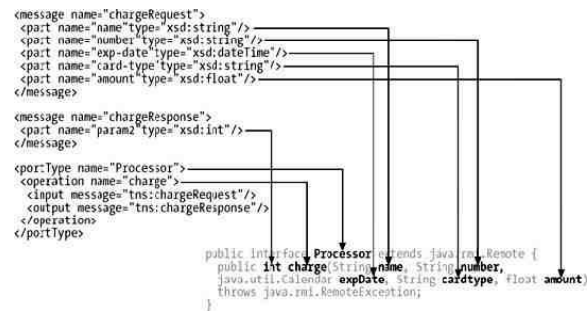 <message name="chargeRequest">
<part name="name"type="xsd:string"/>
<part name="number"type="xsd:string"/>
<part name="exp-date"type="xsd:dateTime"/>
<part name="card-type"type="xsd:string"/>
<part name="amount"type="xsd:float"/>
</message>
<message name="chargeResponse">
<part name="param2"type="xsd:int"/>
</message>
<portType name="Processor">
<operation name="charge">
<input message="tns:chargeRequest"/>
<output message="tns:chargeResponse"/>
</operation>
</portType>
public interface Processor extends java.rmi.Remote {
public int charge(String name, String number,
java.util.Calendar expDate, String cardtype, float amount)
throws java.rmi.RemoteException;
}